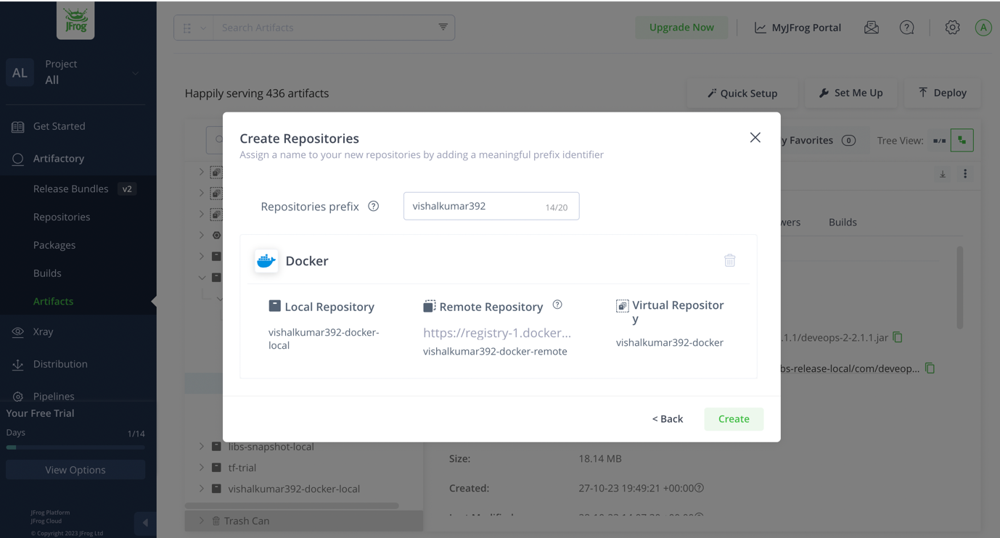 JFrog
Search Artifacts
Upgrade Now
MyJFrog Portal
A
AL
Project
All
Happily serving 436 artifacts
Quick Setup
Set Me Up
Deploy
Get Started
Artifactory
Release Bundles v2
Repositories
Packages
Builds
Artifacts
Xray
Distribution
Pipelines
Your Free Trial
Days 1/14
View Options
JFrog Platform
JFrog Cloud
© Copyright 2023 JFrog Ltd
Create Repositories
Assign a name to your new repositories by adding a meaningful prefix identifier
Repositories prefix
vishalkumar392 14/20
Docker
Local Repository
vishalkumar392-docker-
local
Remote Repository
https://registry-1.docker...
vishalkumar392-docker-remote
Virtual Repositor
y
vishalkumar392-docker
< Back
Create
y Favorites 0
Tree View:
wers
Builds
.1.1/deveops-2-2.1.1.jar
bs-release-local/com/deveop...
libs-snapshot-local
tf-trial
vishalkumar392-docker-local
Trash Can
Size: 18.14 MB
Created: 27-10-23 19:49:21 +00:00